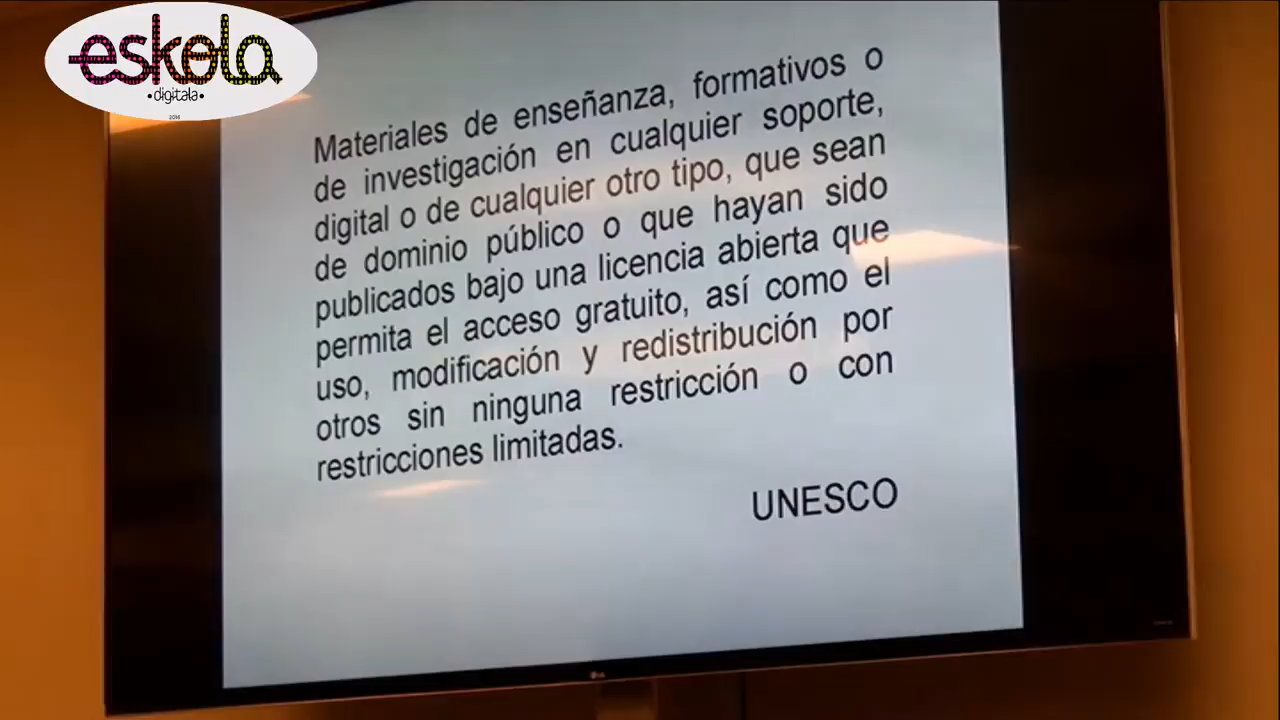 eskola
•digitala•
2016
Materiales de enseñanza, formativos o
de investigación en cualquier soporte,
digital o de cualquier otro tipo, que sean
de dominio público o que hayan sido
publicados bajo una licencia abierta que
permita el acceso gratuito, así como el
uso, modificación y redistribución por
otros sin ninguna restricción o con
restricciones limitadas.
UNESCO
LG